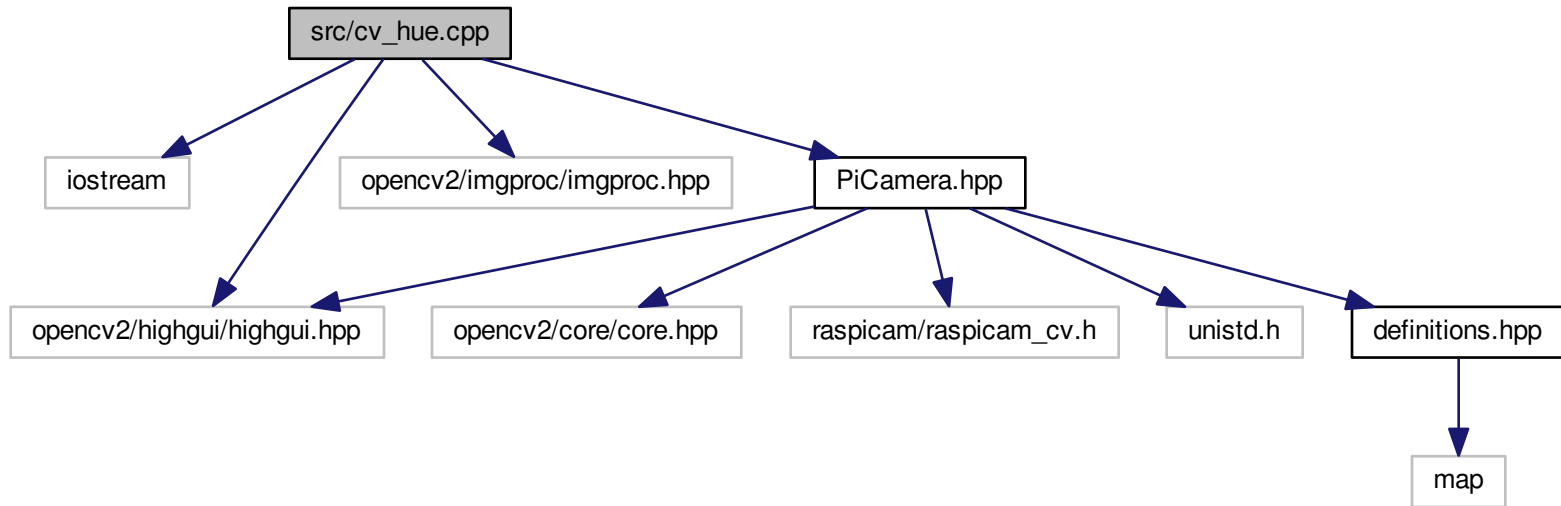 src/cv_hue.cpp
iostream
opencv2/imgproc/imgproc.hpp
PiCamera.hpp
opencv2/highgui/highgui.hpp
opencv2/core/core.hpp
raspicam/raspicam_cv.h
unistd.h
definitions.hpp
map